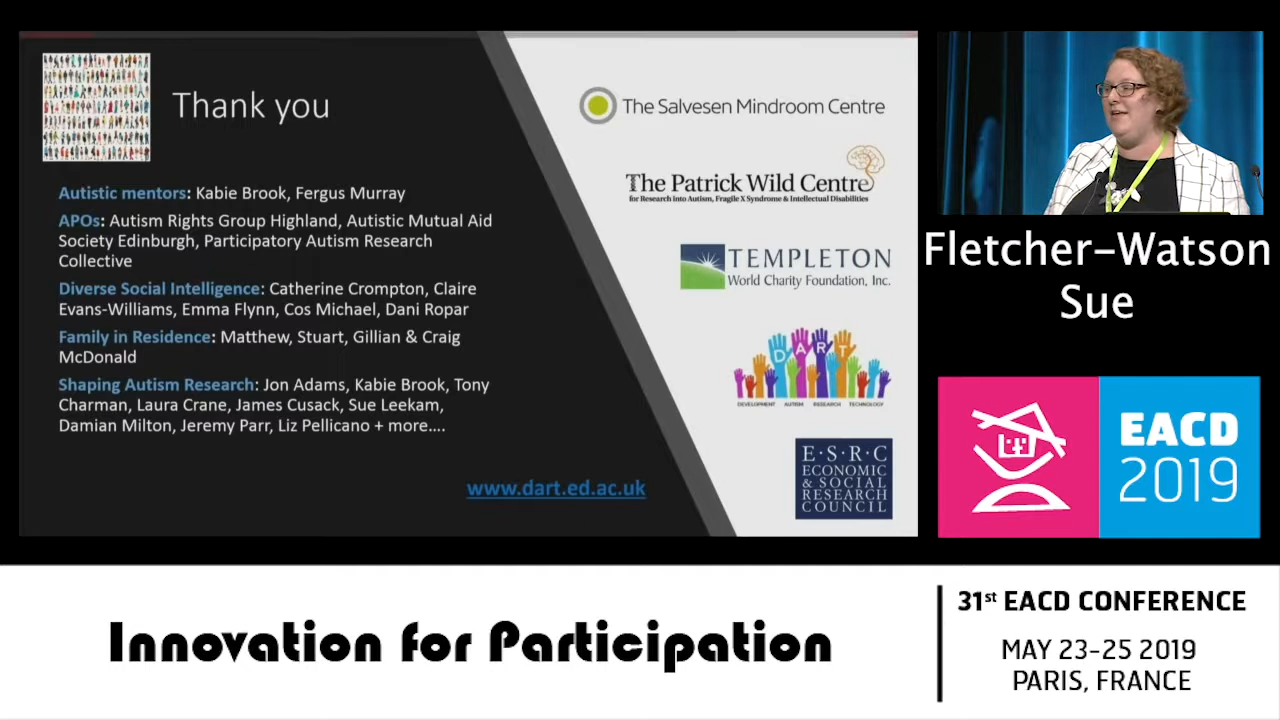 Thank you
Autistic mentors: Kabie Brook, Fergus Murray
APOs: Autism Rights Group Highland, Autistic Mutual Aid
Society Edinburgh, Participatory Autism Research
Collective
Diverse Social Intelligence: Catherine Crompton, Claire
Evans-Williams, Emma Flynn, Cos Michael, Dani Ropar
Family in Residence: Matthew, Stuart, Gillian & Craig
McDonald
Shaping Autism Research: Jon Adams, Kabie Brook, Tony
Charman, Laura Crane, James Cusack, Sue Leekam,
Damian Milton, Jeremy Parr, Liz Pellicano + more....
www.dart.ed.ac.uk
The Salvesen Mindroom Centre
The Patrick Wild Centre
for Research into Autism, Fragile X Syndrome & Intellectual Disabilities
TEMPLETON
World Charity Foundation, Inc.
DART
DEVELOPMENT AUTISM RESEARCH TECHNOLOGY
E·S·R·C
ECONOMIC
& SOCIAL
RESEARCH
COUNCIL
Fletcher-Watson
Sue
EACD
2019
Innovation for Participation
31st EACD CONFERENCE
MAY 23-25 2019
PARIS, FRANCE